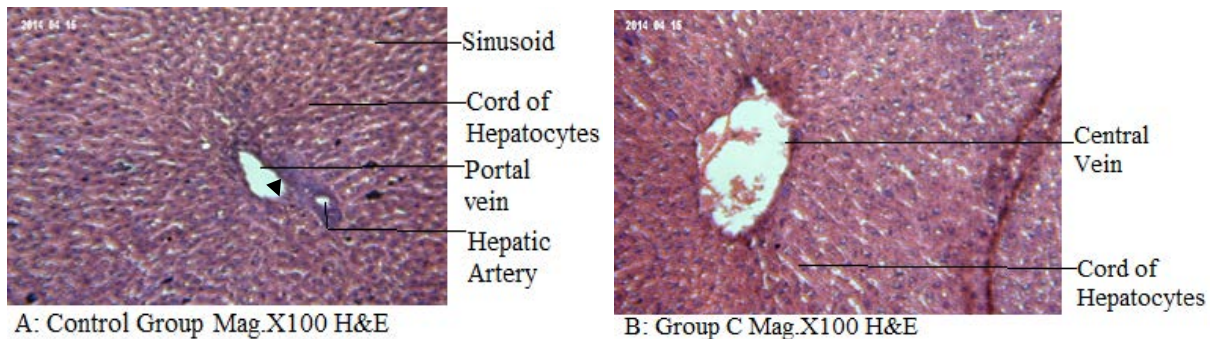 2014 04 16
Sinusoid
Cord of
Hepatocytes
Portal
vein
Hepatic
Artery
A: Control Group Mag.X100 H&E
2014 04 15
Central
Vein
Cord of
Hepatocytes
B: Group C Mag.X100 H&E